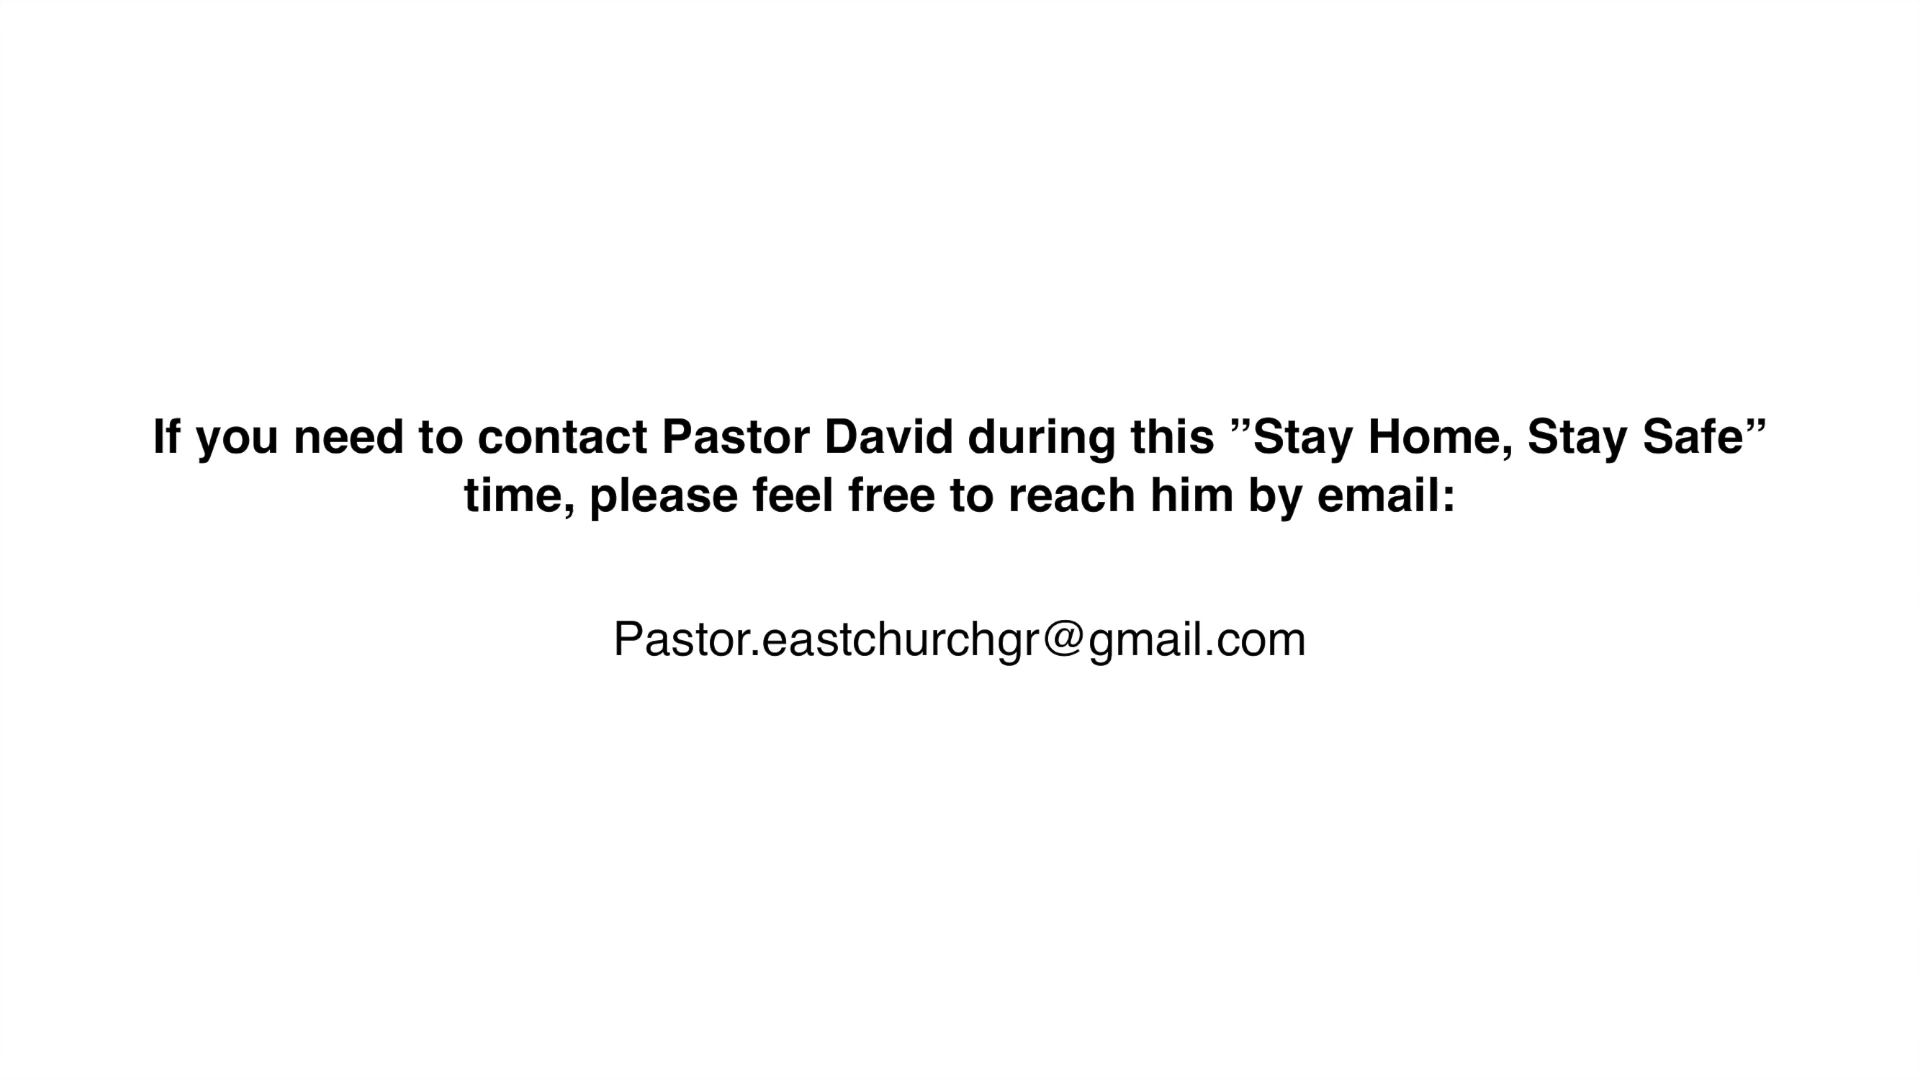 If you need to contact Pastor David during this ”Stay Home, Stay Safe”
time, please feel free to reach him by email:
Pastor.eastchurchgr@gmail.com